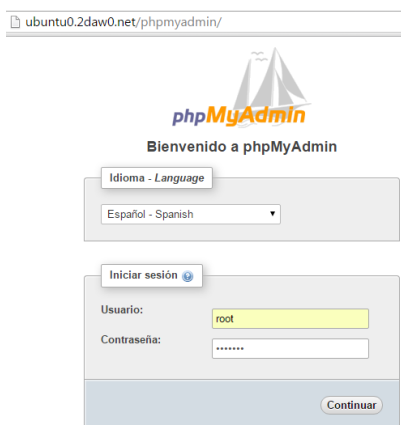 ubuntu0.2daw0.net/phpmyadmin/
phpMyAdmin
Bienvenido a phpMyAdmin
Idioma - Language
Español - Spanish
Iniciar sesión
Usuario:
root
Contraseña:
•••••••
Continuar